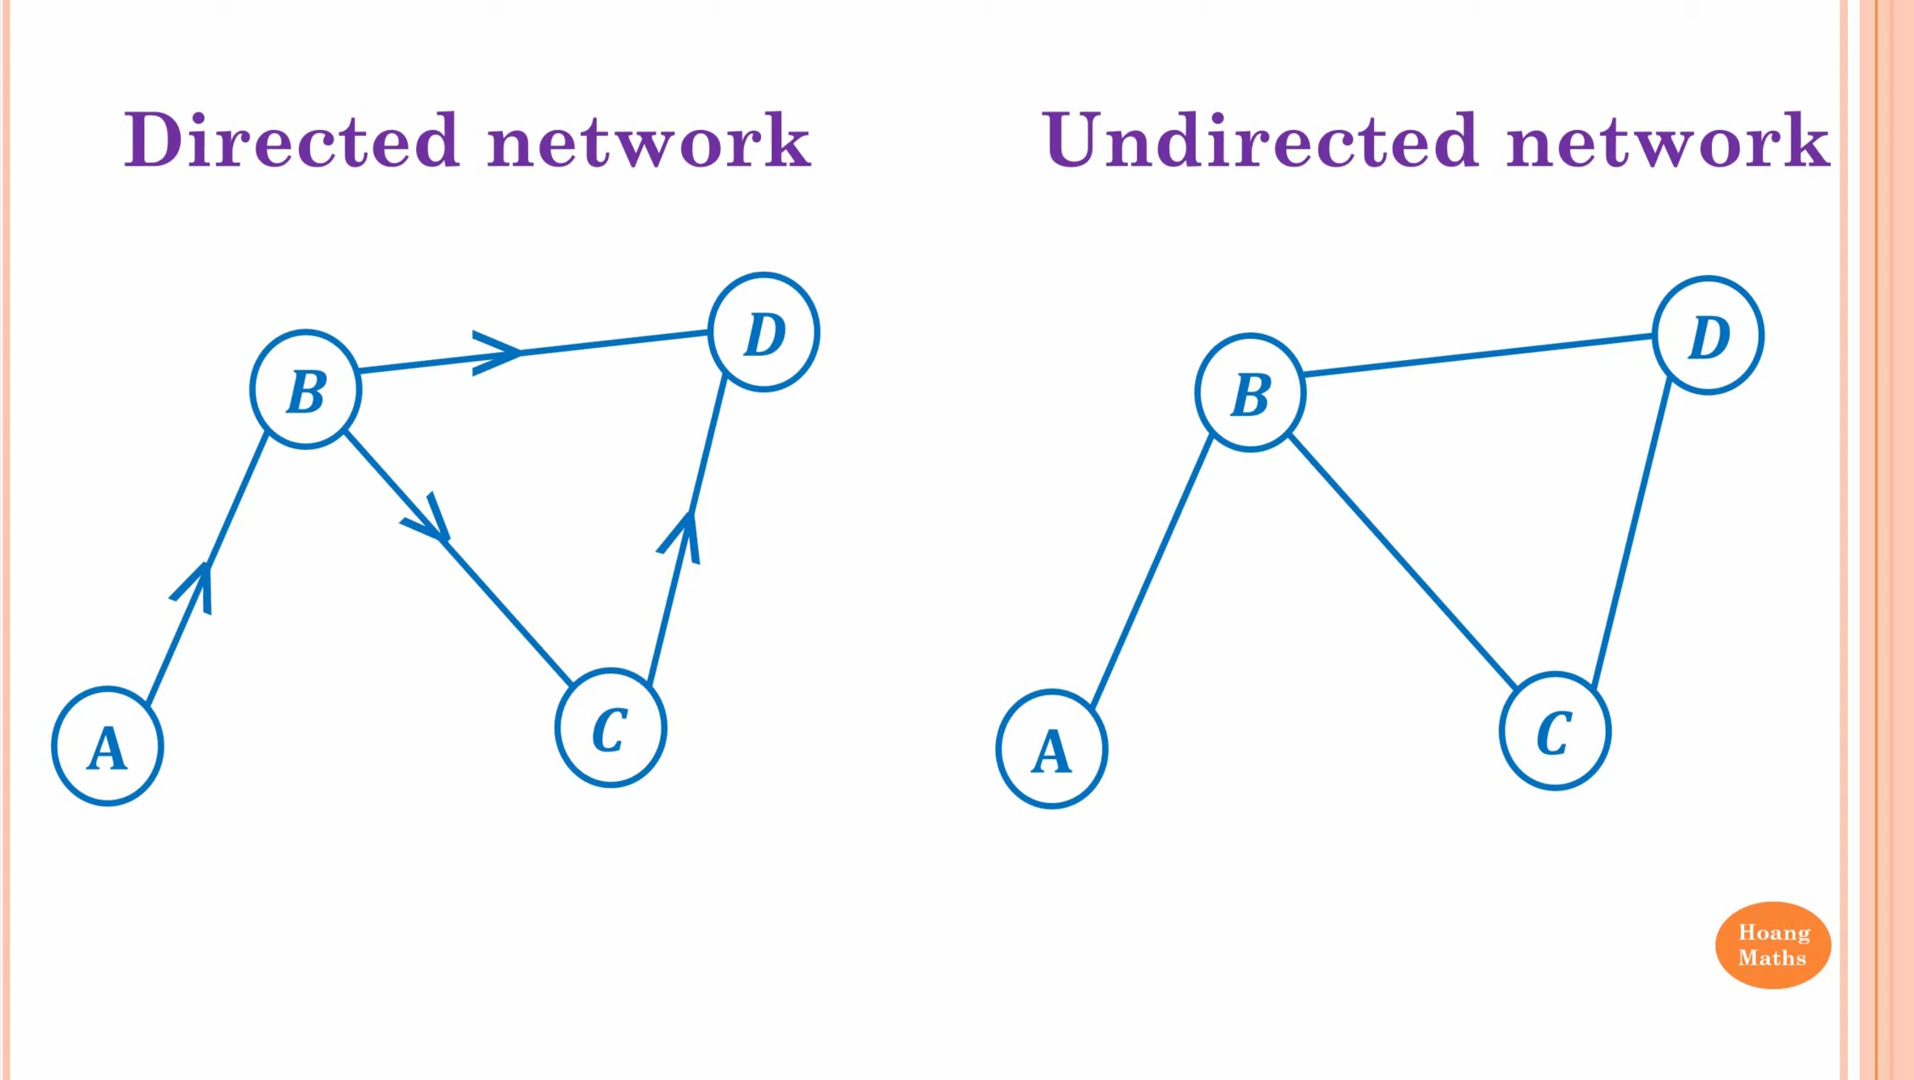 Directed network
Undirected network
B
D
A
C
B
D
A
C
Hoang
Maths